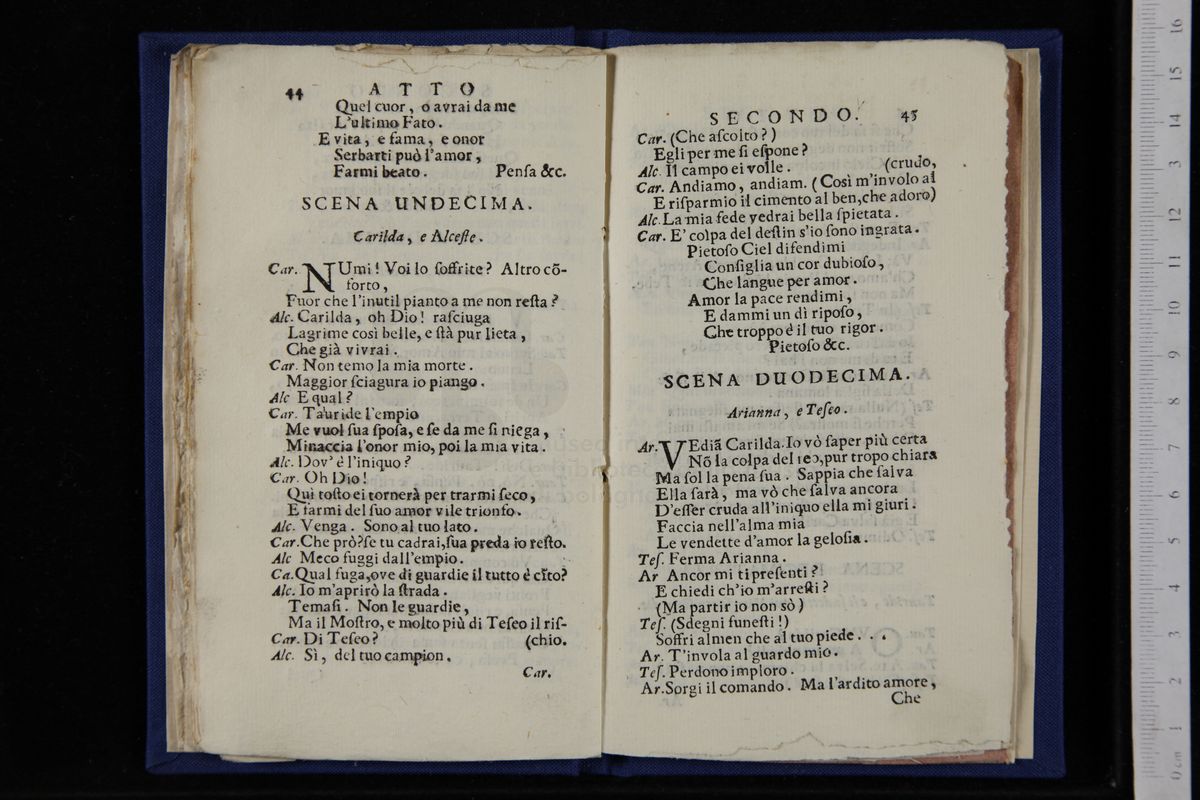 44 ATTO
Quel cuor, o avrai da me
L'ultimo Fato.
E vita, e fama, e onor
Serbarti può l'amor,
Farmi beato. Penſa &c.
SCENA UNDECIMA.
Carilda, e Alceſte.
Car. NUmi! Voi lo ſoffrite? Altro cõ-
forto,
Fuor che l'inutil pianto a me non reſta?
Alc. Carilda, oh Dio! raſciuga
Lagrime così belle, e ſtà pur lieta,
Che già vivrai.
Car. Non temo la mia morte.
Maggior ſciagura io piango.
Alc E qual?
Car. Tauride l'empio
Me vuol ſua ſpoſa, e ſe da me ſi niega,
Minaccia l'onor mio, poi la mia vita.
Alc. Dov' è l'iniquo?
Car. Oh Dio!
Qui toſto ei tornerà per trarmi ſeco,
E farmi del ſuo amor vile trionfo.
Alc. Venga. Sono al tuo lato.
Car. Che prò? ſe tu cadrai, ſua preda io reſto.
Alc Meco fuggi dall'empio.
Ca. Qual fuga, ove di guardie il tutto è cĩto?
Alc. Io m'aprirò la ſtrada.
Temaſi. Non le guardie,
Ma il Moſtro, e molto più di Teſeo il riſ-
Car. Di Teſeo? (chio.
Alc. Sì, del tuo campion.
Car.
SECONDO. 45
Car. (Che aſcolto?)
Egli per me ſi eſpone?
Alc. Il campo ei volle. (crudo,
Car. Andiamo, andiam. (Così m'involo al
E riſparmio il cimento al ben, che adoro)
Alc. La mia fede vedrai bella ſpietata.
Car. E' colpa del deſtin s'io ſono ingrata.
Pietoſo Ciel difendimi
Conſiglia un cor dubioſo,
Che langue per amor.
Amor la pace rendimi,
E dammi un dì ripoſo,
Che troppo è il tuo rigor.
Pietoſo &c.
SCENA DUODECIMA.
Arianna, e Teſeo.
Ar. VEdiã Carilda. Io vò ſaper più certa
Nõ la colpa del reo, pur tropo chiara
Ma ſol la pena ſua. Sappia che ſalva
Ella ſarà, ma vò che ſalva ancora
D'eſſer cruda all'iniquo ella mi giuri.
Faccia nell'alma mia
Le vendette d'amor la geloſia.
Teſ. Ferma Arianna.
Ar Ancor mi ti preſenti?
E chiedi ch'io m'arreſti?
(Ma partir io non sò)
Teſ. (Sdegni funeſti!)
Soffri almen che al tuo piede...
Ar. T'invola al guardo mio.
Teſ. Perdono imploro.
Ar. Sorgi il comando. Ma l'ardito amore,
Che